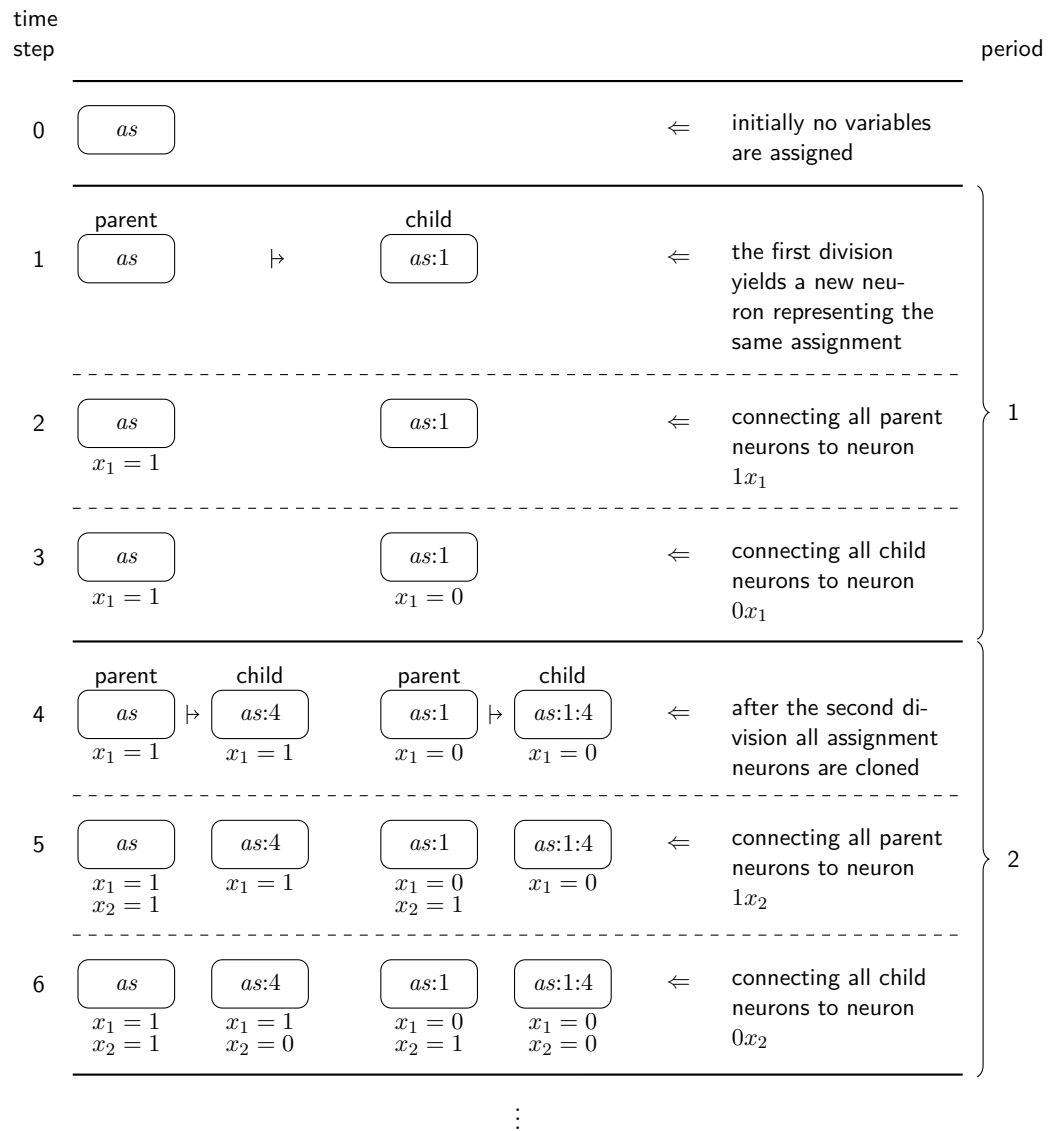 time
step
period
0
as
⇐
initially no variables
are assigned
parent
child
1
as
↦
as:1
⇐
the first division
yields a new neu-
ron representing the
same assignment
1
2
as
as:1
⇐
connecting all parent
x₁ = 1
neurons to neuron
1x₁
3
as
as:1
⇐
connecting all child
x₁ = 1
x₁ = 0
neurons to neuron
0x₁
parent
child
parent
child
4
as
↦
as:4
as:1
↦
as:1:4
⇐
after the second di-
x₁ = 1
x₁ = 1
x₁ = 0
x₁ = 0
vision all assignment
neurons are cloned
5
as
as:4
as:1
as:1:4
⇐
connecting all parent
2
x₁ = 1
x₁ = 1
x₁ = 0
x₁ = 0
neurons to neuron
x₂ = 1
x₂ = 1
1x₂
6
as
as:4
as:1
as:1:4
⇐
connecting all child
x₁ = 1
x₁ = 1
x₁ = 0
x₁ = 0
neurons to neuron
x₂ = 1
x₂ = 0
x₂ = 1
x₂ = 0
0x₂
⋮